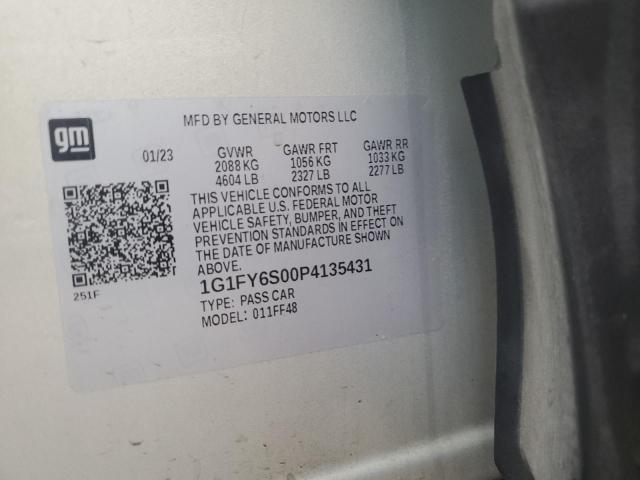 MFD BY GENERAL MOTORS LLC
gm
01/23 GVWR GAWR FRT GAWR RR
2088 KG 1056 KG 1033 KG
4604 LB 2327 LB 2277 LB
THIS VEHICLE CONFORMS TO ALL
APPLICABLE U.S. FEDERAL MOTOR
VEHICLE SAFETY, BUMPER, AND THEFT
PREVENTION STANDARDS IN EFFECT ON
THE DATE OF MANUFACTURE SHOWN
ABOVE.
251F
1G1FY6S00P4135431
TYPE: PASS CAR
MODEL: 011FF48